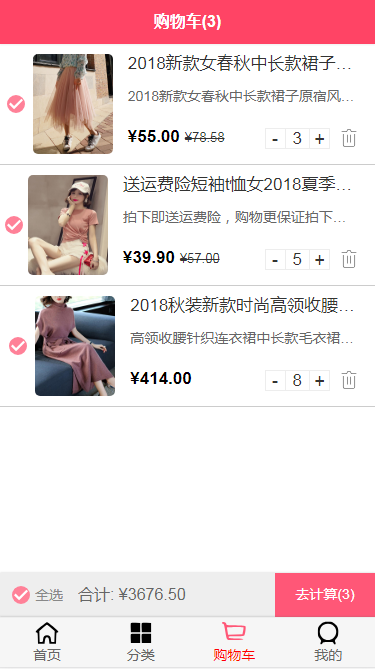 购物车(3)
2018新款女春秋中长款裙子…
2018新款女春秋中长款裙子原宿风…
¥55.00 ¥78.58
- 3 +
送运费险短袖t恤女2018夏季…
拍下即送运费险，购物更保证拍下…
¥39.90 ¥57.00
- 5 +
2018秋装新款时尚高领收腰…
高领收腰针织连衣裙中长款毛衣裙…
¥414.00
- 8 +
全选 合计: ¥3676.50 去计算(3)
首页 分类 购物车 我的